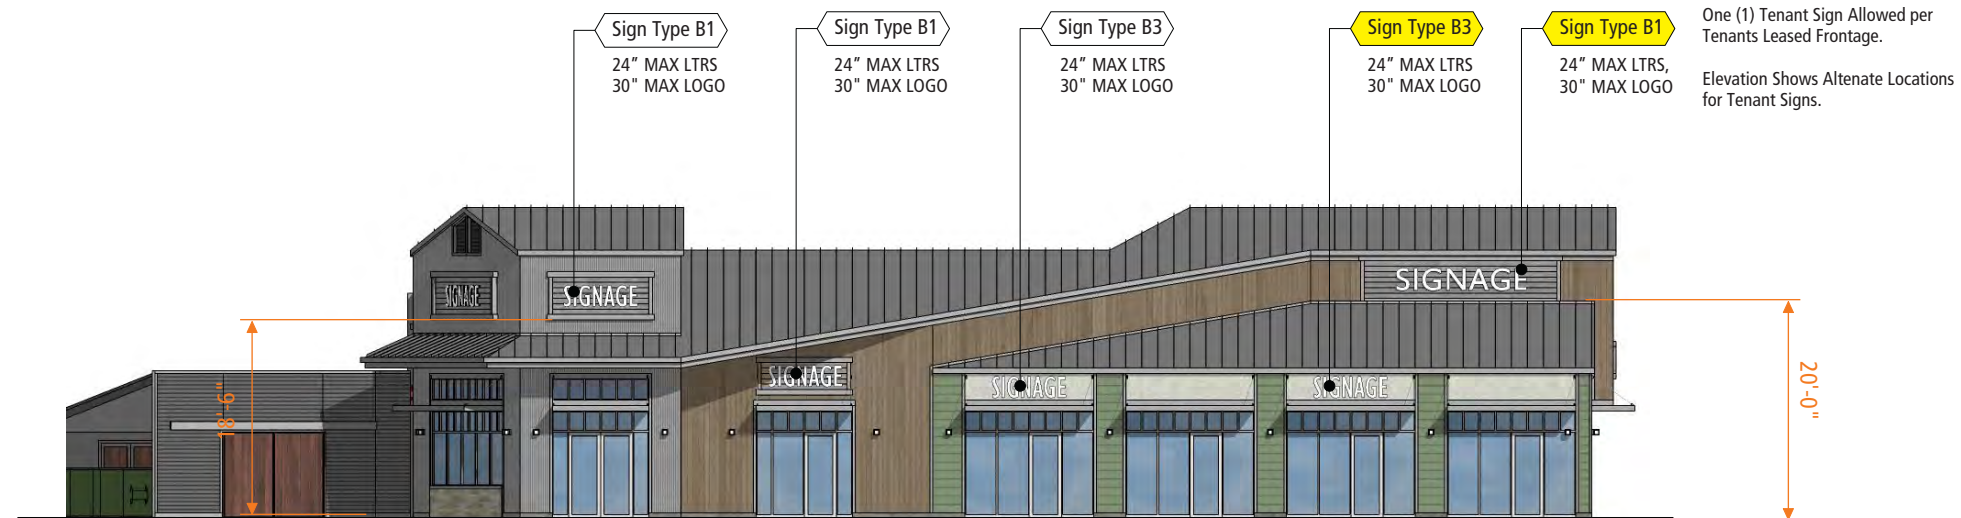 Sign Type B1
24” MAX LTRS
30" MAX LOGO
Sign Type B1
24” MAX LTRS
30" MAX LOGO
Sign Type B3
24” MAX LTRS
30" MAX LOGO
Sign Type B3
24” MAX LTRS
30" MAX LOGO
Sign Type B1
24” MAX LTRS,
30" MAX LOGO
One (1) Tenant Sign Allowed per
Tenants Leased Frontage.
Elevation Shows Altenate Locations
for Tenant Signs.
SIGNAGE
SIGNAGE
SIGNAGE
SIGNAGE
SIGNAGE
SIGNAGE
18'-9"
20'-0"